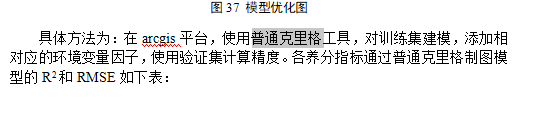 图 37 模型优化图
具体方法为：在 arcgis 平台，使用普通克里格工具，对训练集建模，添加相
对应的环境变量因子，使用验证集计算精度。各养分指标通过普通克里格制图模
型的 R²和 RMSE 如下表：